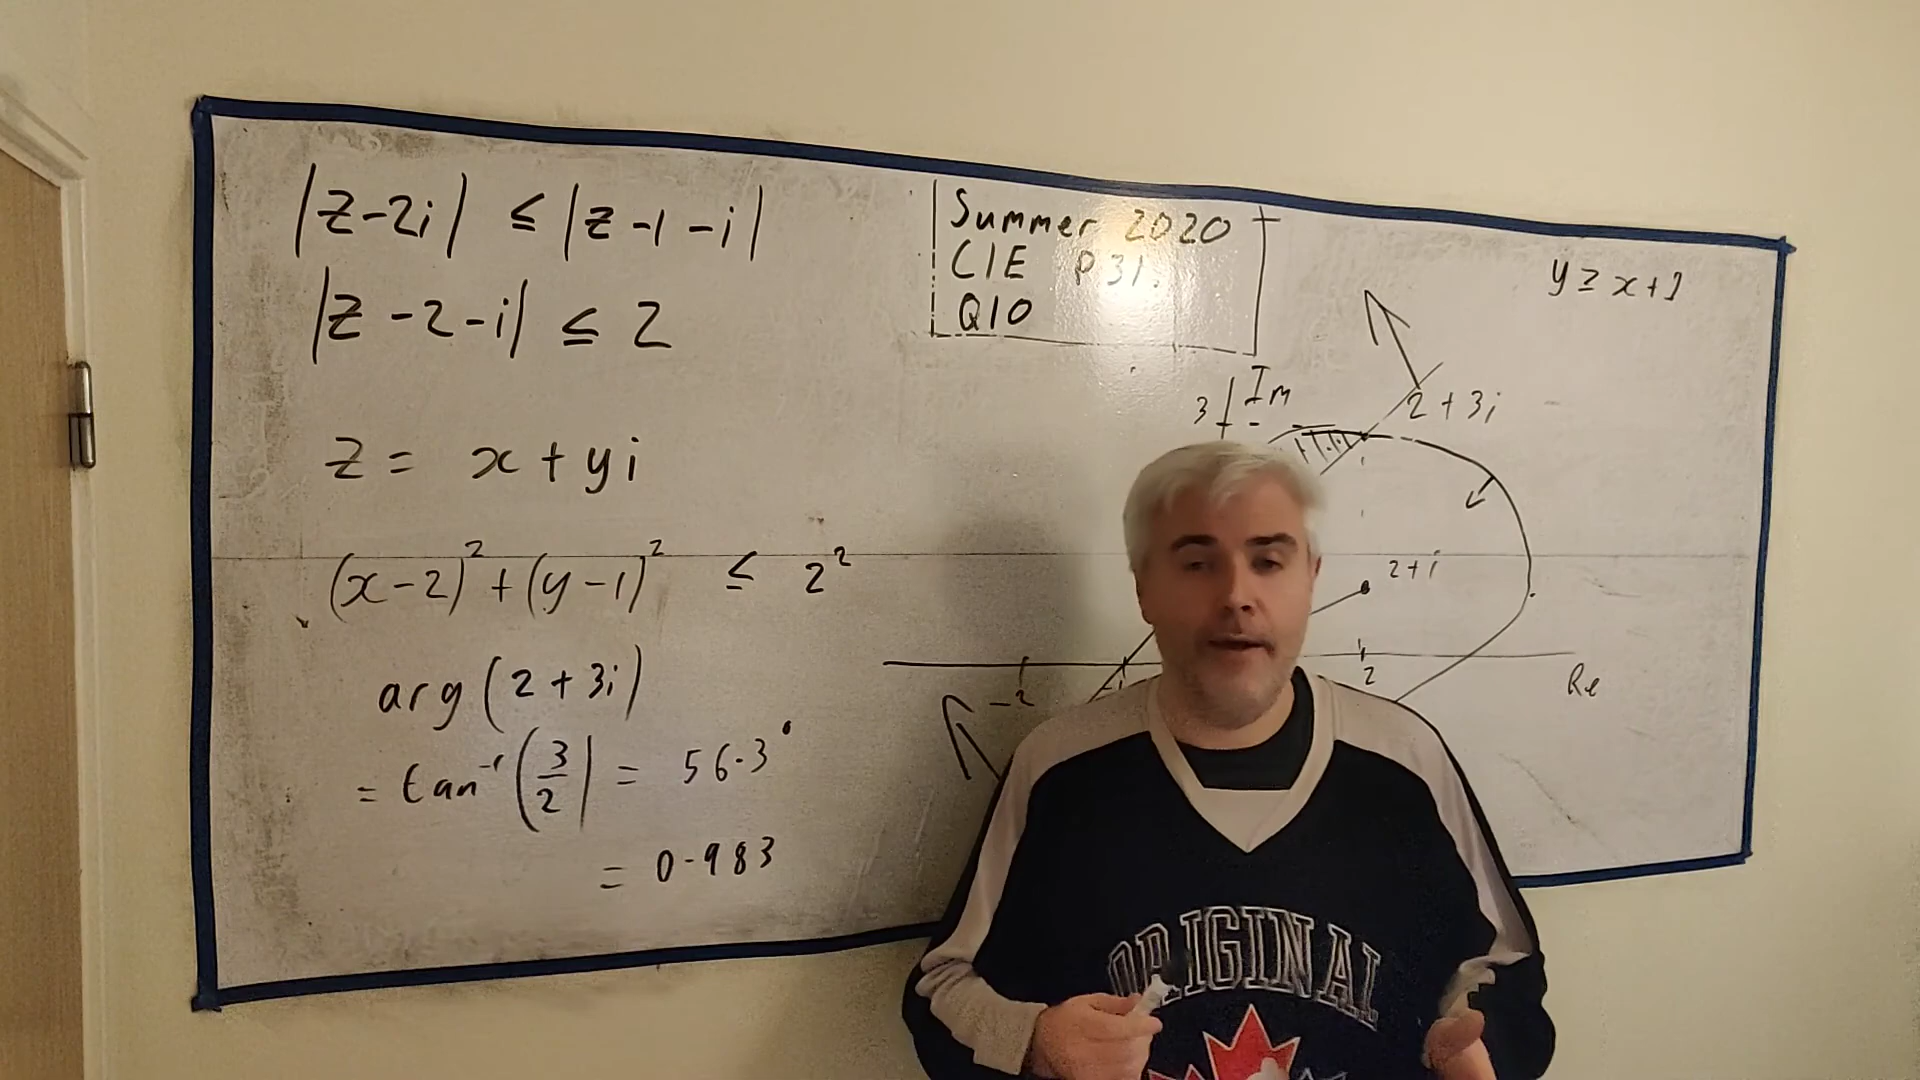 |z-2i| ≤ |z-1-i|
|z-2-i| ≤ 2
z = x+yi
(x-2)² + (y-1)² ≤ 2²
arg(2+3i)
= tan⁻¹(3/2) = 56.3°
= 0.983
Summer 2020
CIE P31.
Q10
y ≥ x+1
3 Im
2+3i
2+i
-2
2
Re
ORIGINAL